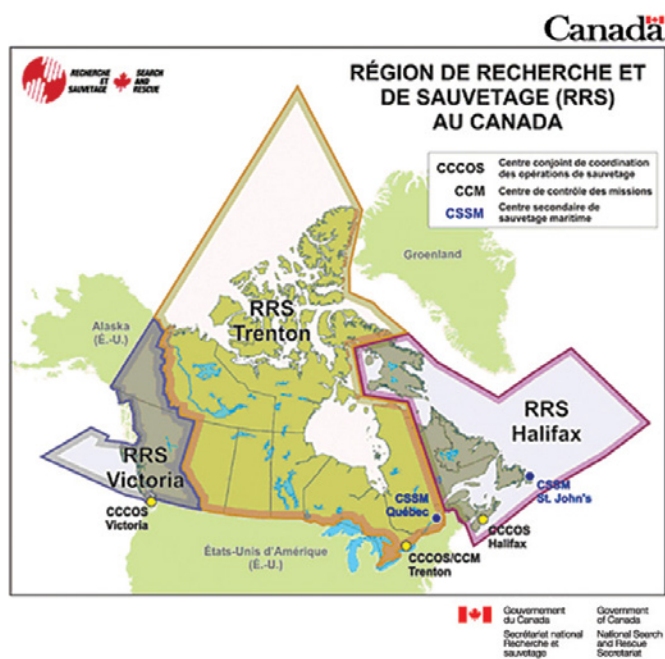 Canada
RECHERCHE
ET
SAUVETAGE
SEARCH
AND
RESCUE
RÉGION DE RECHERCHE ET
DE SAUVETAGE (RRS)
AU CANADA
CCCOS Centre conjoint de coordination
des opérations de sauvetage
CCM Centre de contrôle des missions
CSSM Centre secondaire de
sauvetage maritime
Groenland
Alaska
(É.-U.)
RRS
Trenton
RRS
Halifax
RRS
Victoria
CCCOS
Victoria
CSSM
Québec
CSSM
St. John's
CCCOS
Halifax
CCCOS/CCM
Trenton
États-Unis d'Amérique
(É.-U.)
Gouvernement
du Canada
Government
of Canada
Secrétariat national
Recherche et
sauvetage
National Search
and Rescue
Secretariat